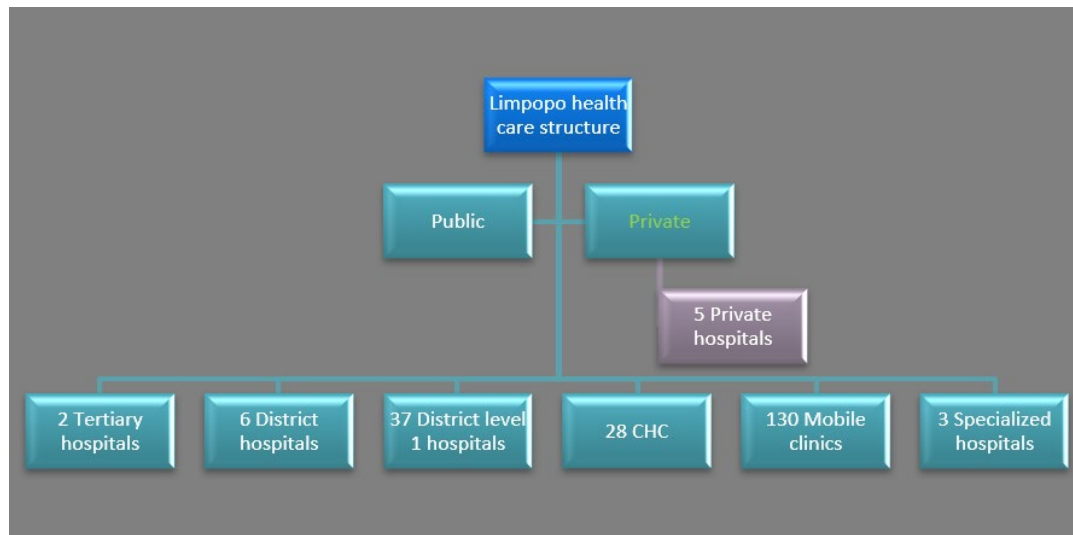 Limpopo health
care structure
Public
Private
5 Private
hospitals
2 Tertiary
hospitals
6 District
hospitals
37 District level
1 hospitals
28 CHC
130 Mobile
clinics
3 Specialized
hospitals